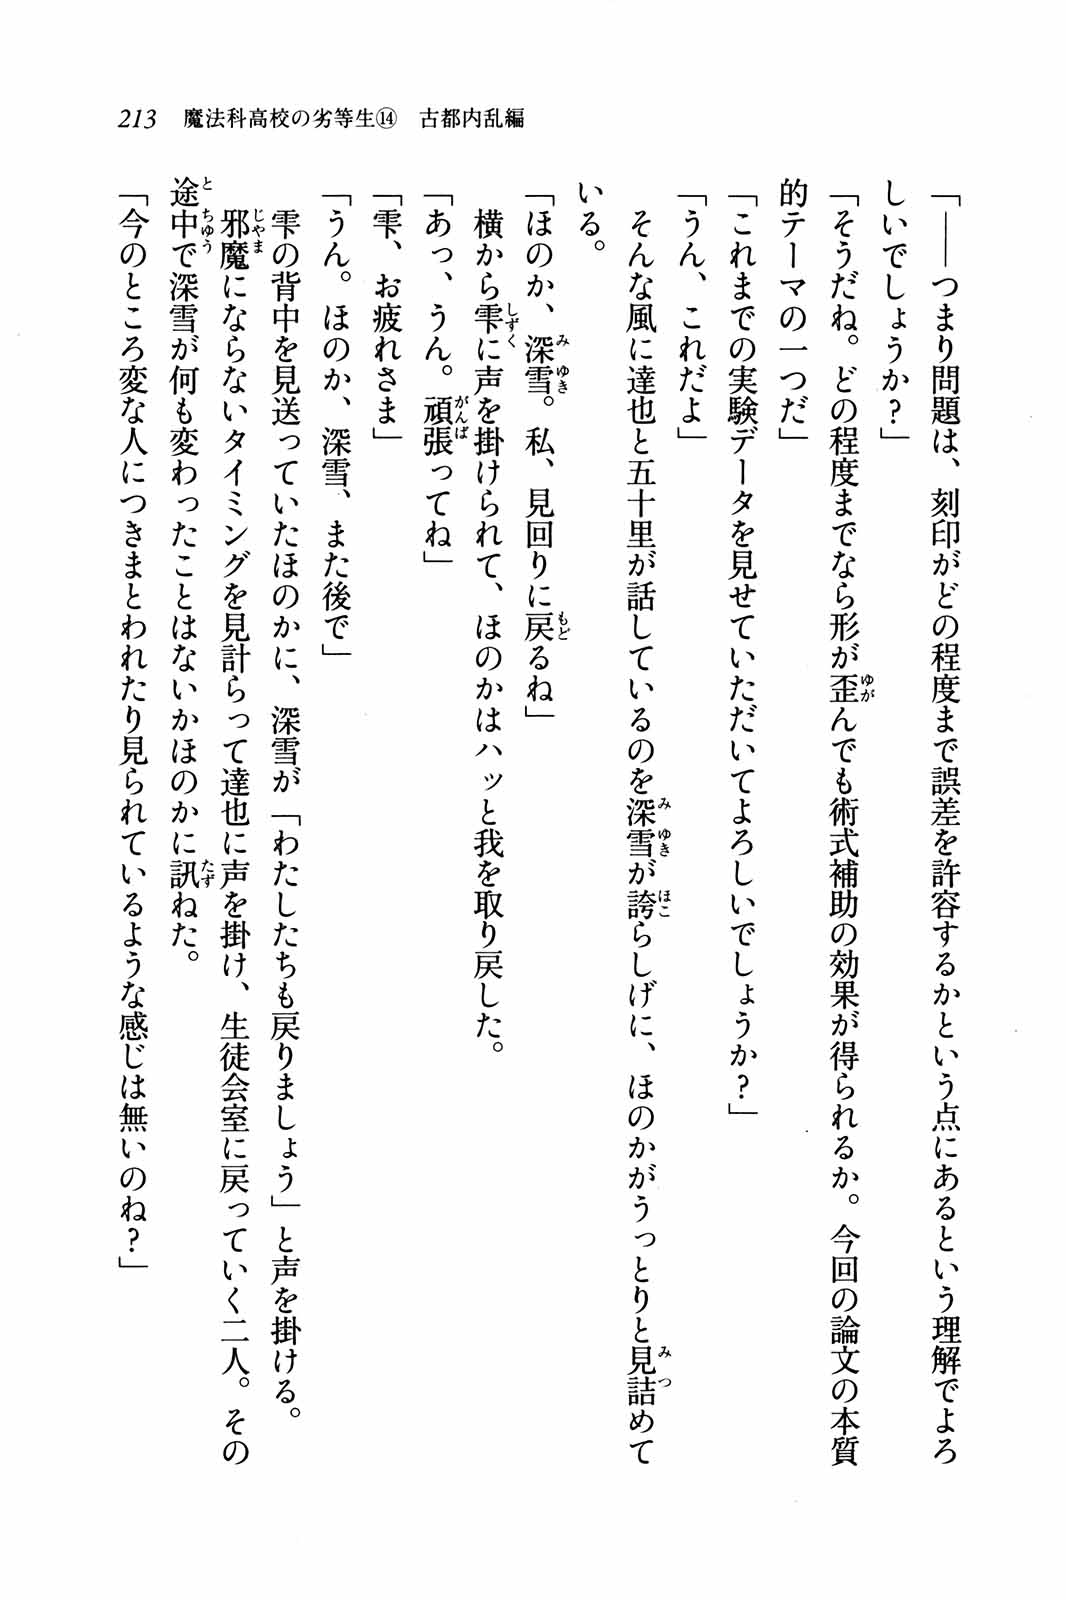 213　魔法科高校の劣等生⑭　古都内乱編
「――つまり問題は、刻印がどの程度まで誤差を許容するかという点にあるという理解でよろ
しいでしょうか？」
「そうだね。どの程度までなら形が歪んでも術式補助の効果が得られるか。今回の論文の本質
的テーマの一つだ」
「これまでの実験データを見せていただいてよろしいでしょうか？」
「うん、これだよ」
　そんな風に達也と五十里が話しているのを深雪が誇らしげに、ほのかがうっとりと見詰めて
いる。
「ほのか、深雪。私、見回りに戻るね」
　横から雫に声を掛けられて、ほのかはハッと我を取り戻した。
「あっ、うん。頑張ってね」
「雫、お疲れさま」
「うん。ほのか、深雪、また後で」
　雫の背中を見送っていたほのかに、深雪が「わたしたちも戻りましょう」と声を掛ける。
　邪魔にならないタイミングを見計らって達也に声を掛け、生徒会室に戻っていく二人。その
途中で深雪が何も変わったことはないかほのかに訊ねた。
「今のところ変な人につきまとわれたり見られているような感じは無いのね？」